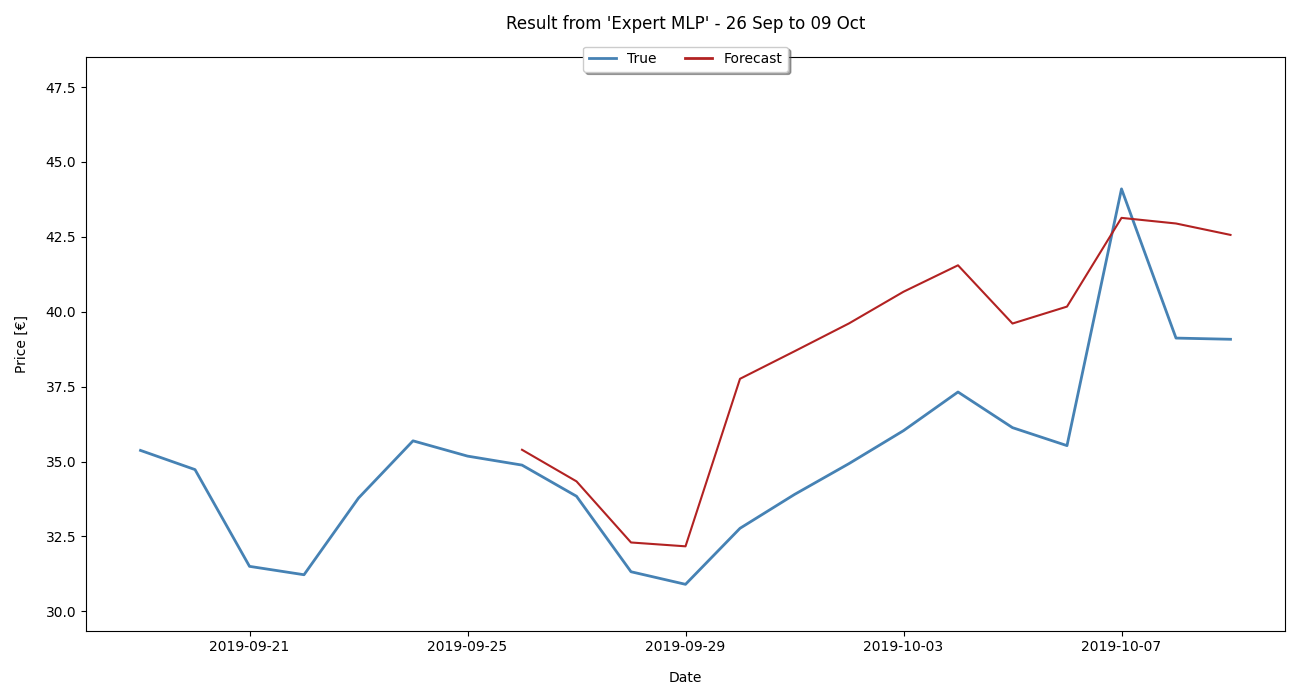 Result from 'Expert MLP' - 26 Sep to 09 Oct
True Forecast
47.5
45.0
42.5
40.0
37.5
35.0
32.5
30.0
Price [€]
2019-09-21 2019-09-25 2019-09-29 2019-10-03 2019-10-07
Date